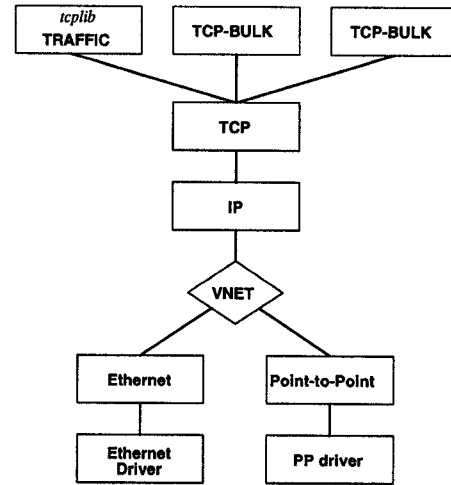 tcplib
TRAFFIC
TCP-BULK
TCP-BULK
TCP
IP
VNET
Ethernet
Point-to-Point
Ethernet
Driver
PP driver